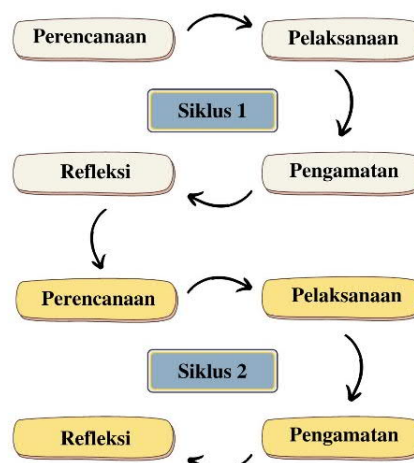 Perencanaan
Pelaksanaan
Siklus 1
Refleksi
Pengamatan
Perencanaan
Pelaksanaan
Siklus 2
Refleksi
Pengamatan